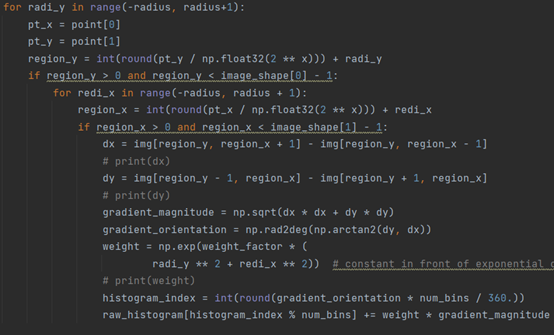 for radi_y in range(-radius, radius+1):
pt_x = point[0]
pt_y = point[1]
region_y = int(round(pt_y / np.float32(2 ** x))) + radi_y
if region_y > 0 and region_y < image_shape[0] - 1:
for redi_x in range(-radius, radius + 1):
region_x = int(round(pt_x / np.float32(2 ** x))) + redi_x
if region_x > 0 and region_x < image_shape[1] - 1:
dx = img[region_y, region_x + 1] - img[region_y, region_x - 1]
# print(dx)
dy = img[region_y - 1, region_x] - img[region_y + 1, region_x]
# print(dy)
gradient_magnitude = np.sqrt(dx * dx + dy * dy)
gradient_orientation = np.rad2deg(np.arctan2(dy, dx))
weight = np.exp(weight_factor * (
radi_y ** 2 + redi_x ** 2)) # constant in front of exponential
# print(weight)
histogram_index = int(round(gradient_orientation * num_bins / 360.))
raw_histogram[histogram_index % num_bins] += weight * gradient_magnitude